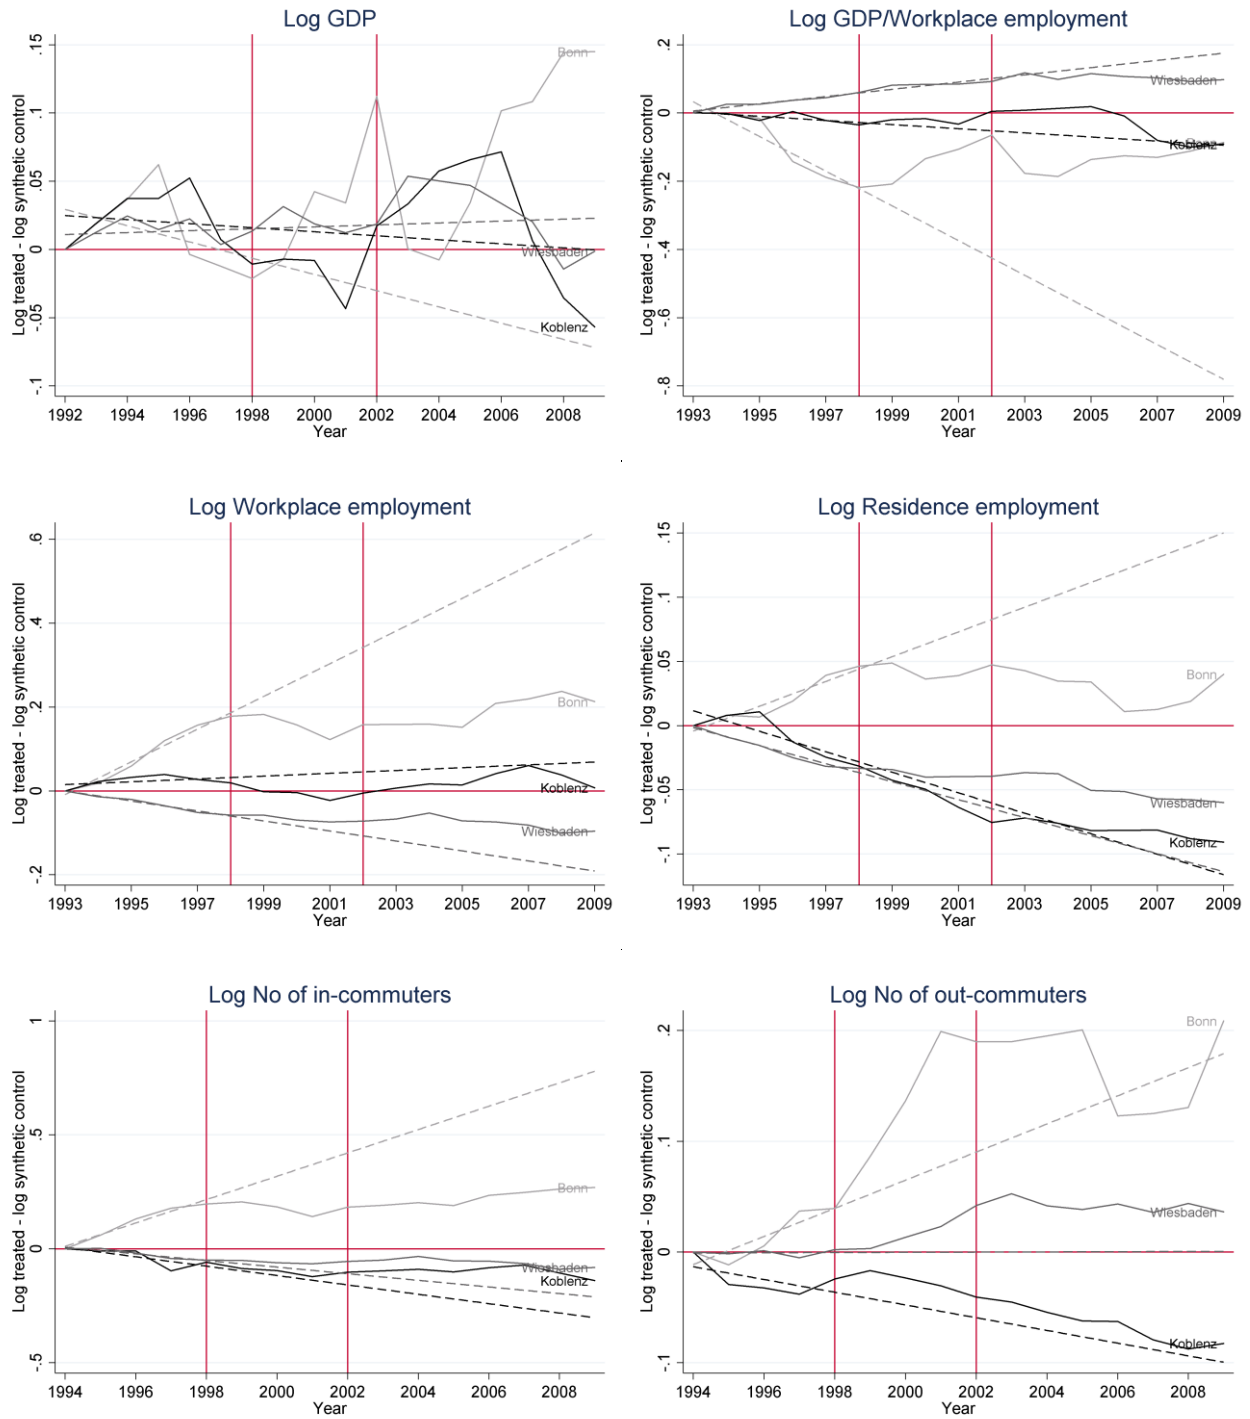 Log GDP
Log treated - log synthetic control
.15
.1
.05
0
-.05
-.1
Bonn
Wiesbaden
Koblenz
1992 1994 1996 1998 2000 2002 2004 2006 2008
Year
Log GDP/Workplace employment
Log treated - log synthetic control
.2
0
-.2
-.4
-.6
-.8
Wiesbaden
Bonn
Koblenz
1993 1995 1997 1999 2001 2003 2005 2007 2009
Year
Log Workplace employment
Log treated - log synthetic control
.6
.4
.2
0
-.2
Bonn
Koblenz
Wiesbaden
1993 1995 1997 1999 2001 2003 2005 2007 2009
Year
Log Residence employment
Log treated - log synthetic control
.15
.1
.05
0
-.05
-.1
Bonn
Wiesbaden
Koblenz
1993 1995 1997 1999 2001 2003 2005 2007 2009
Year
Log No of in-commuters
Log treated - log synthetic control
1
.5
0
-.5
Bonn
Wiesbaden
Koblenz
1994 1996 1998 2000 2002 2004 2006 2008
Year
Log No of out-commuters
Log treated - log synthetic control
.2
.1
0
-.1
Bonn
Wiesbaden
Koblenz
1994 1996 1998 2000 2002 2004 2006 2008
Year